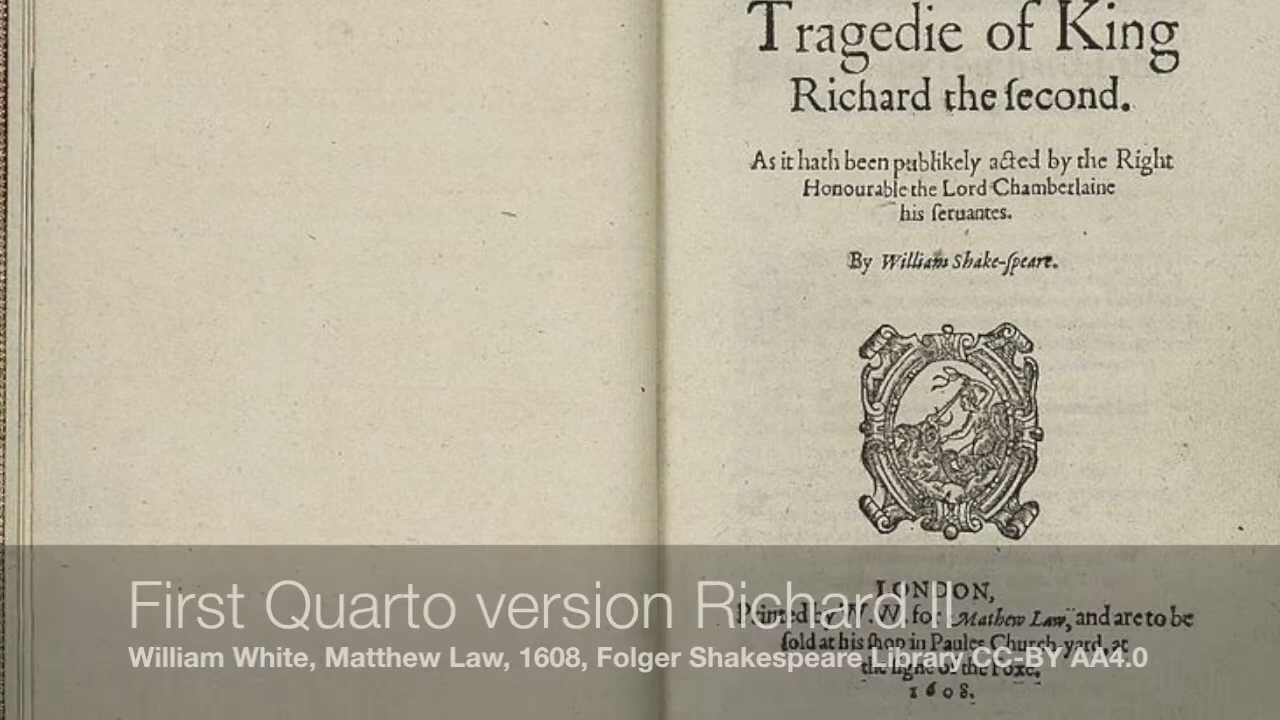 Tragedie of King
Richard the ſecond.
As it hath been publikely acted by the Right
Honourable the Lord Chamberlaine
his ſeruantes.
By William Shake-ſpeare.
LONDON,
Printed by W. W. for Mathew Law, and are to be
ſold at his ſhop in Paules Church-yard, at
the ſigne of the Foxe.
1608.
First Quarto version Richard II
William White, Matthew Law, 1608, Folger Shakespeare Library CC-BY AA4.0